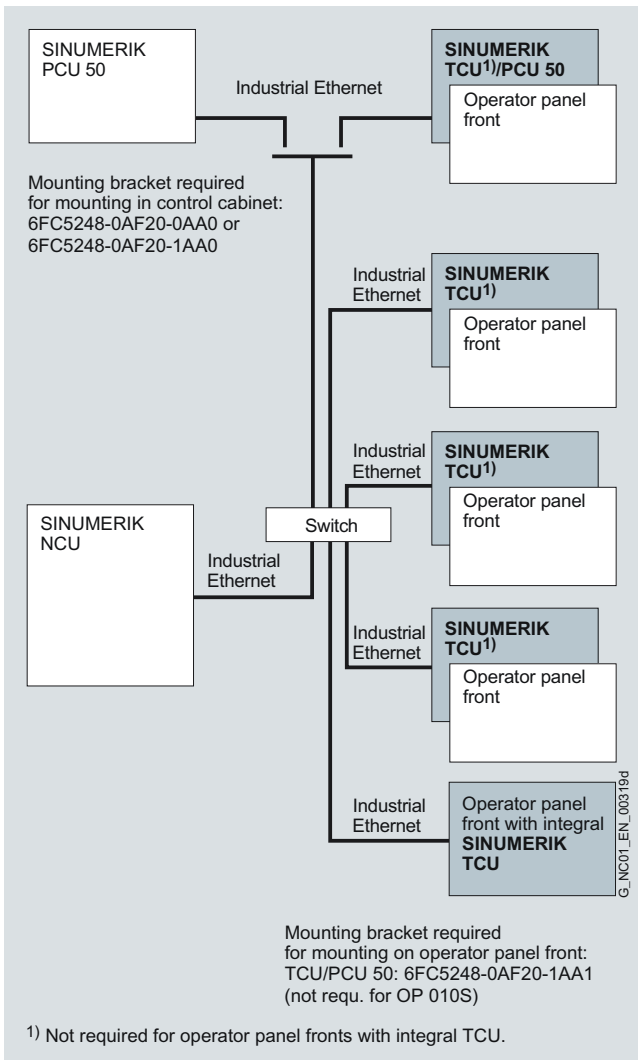 SINUMERIK
PCU 50
Industrial Ethernet
SINUMERIK
TCU1)/PCU 50
Operator panel
front
Mounting bracket required
for mounting in control cabinet:
6FC5248-0AF20-0AA0 or
6FC5248-0AF20-1AA0
Industrial
Ethernet
SINUMERIK
TCU1)
Operator panel
front
Industrial
Ethernet
SINUMERIK
TCU1)
Operator panel
front
SINUMERIK
NCU
Switch
Industrial
Ethernet
Industrial
Ethernet
SINUMERIK
TCU1)
Operator panel
front
Industrial
Ethernet
Operator panel
front with integral
SINUMERIK
TCU
G_NC01_EN_00319d
Mounting bracket required
for mounting on operator panel front:
TCU/PCU 50: 6FC5248-0AF20-1AA1
(not requ. for OP 010S)
1) Not required for operator panel fronts with integral TCU.